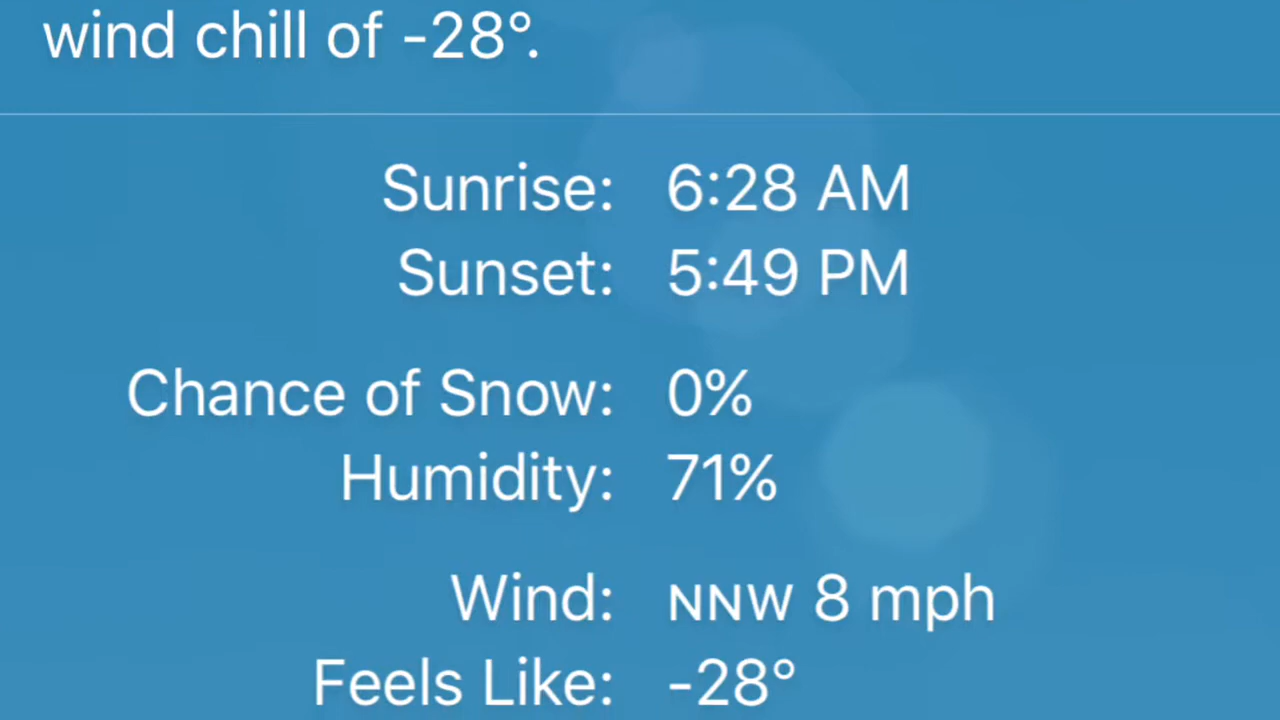 wind chill of -28°.
Sunrise: 6:28 AM
Sunset: 5:49 PM
Chance of Snow: 0%
Humidity: 71%
Wind: NNW 8 mph
Feels Like: -28°